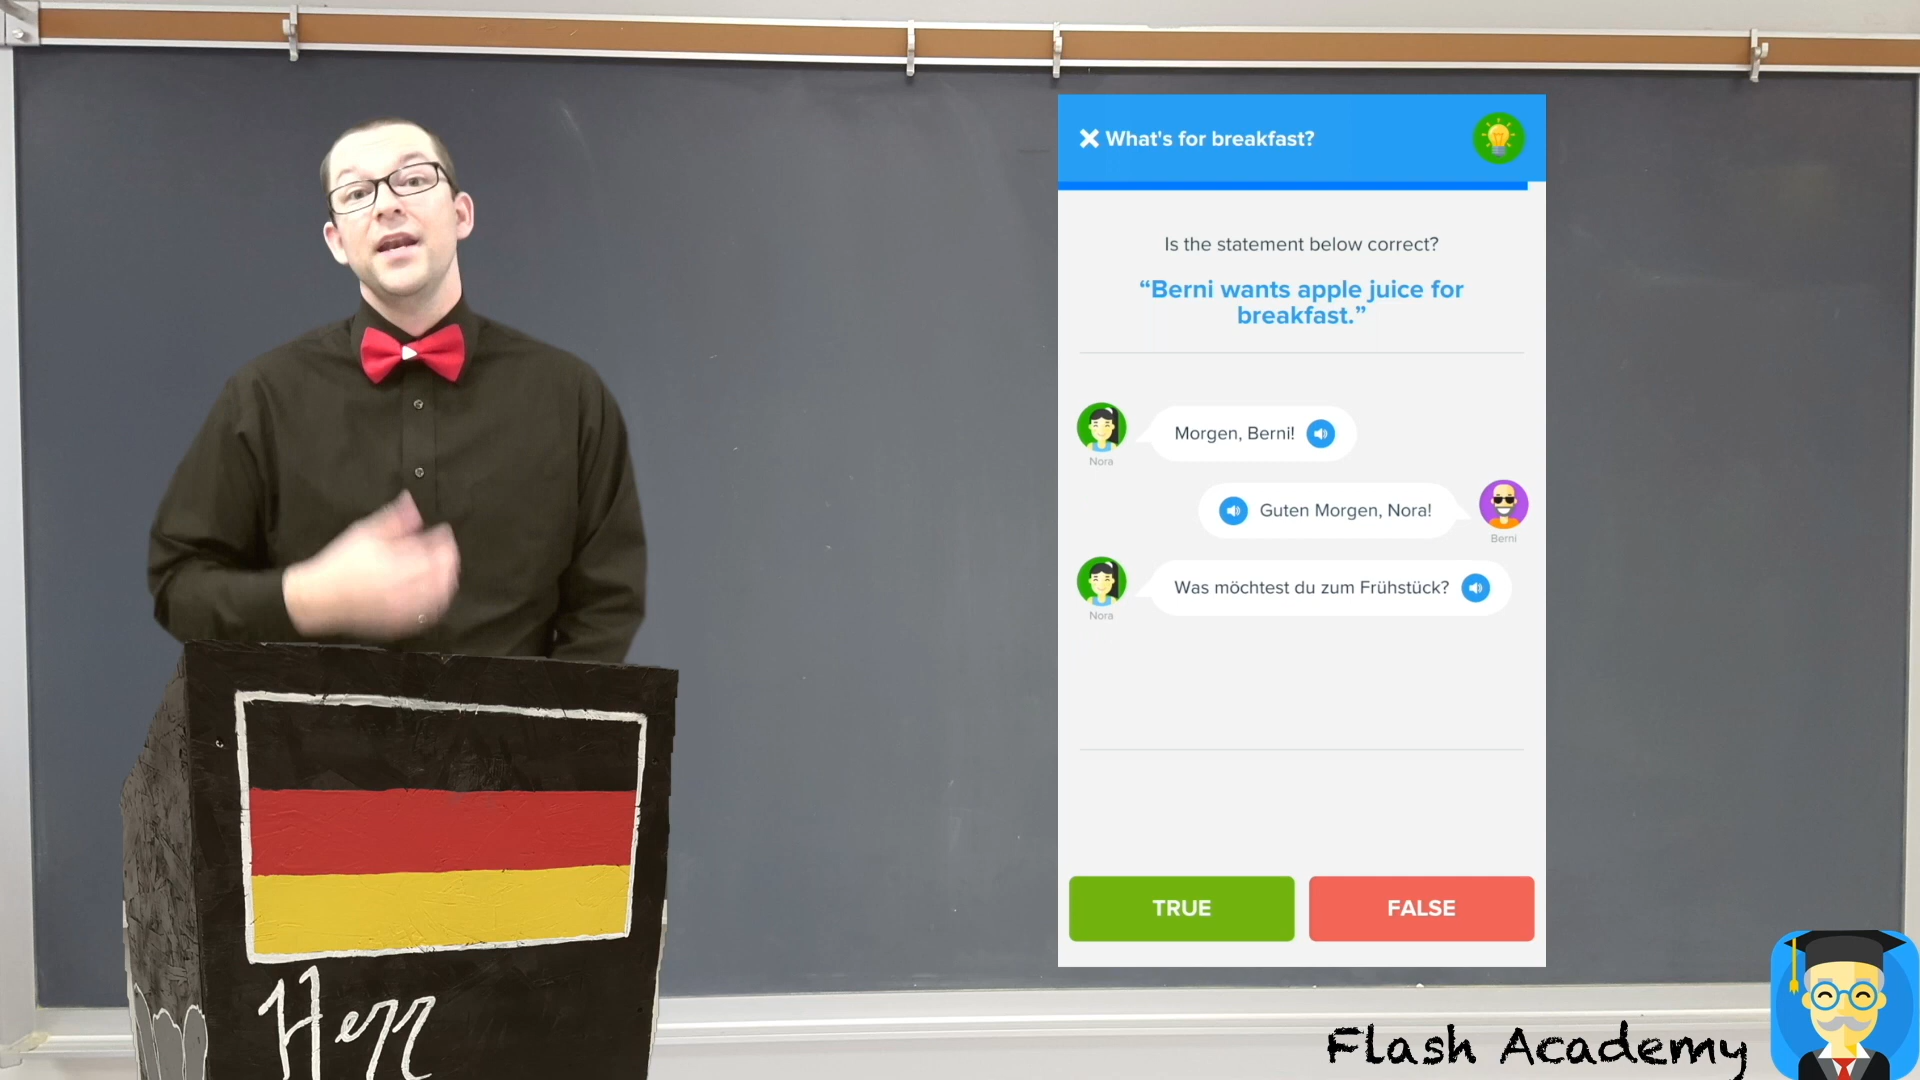 What's for breakfast?
Is the statement below correct?
“Berni wants apple juice for
breakfast.”
Morgen, Berni!
Nora
Guten Morgen, Nora!
Berni
Was möchtest du zum Frühstück?
Nora
TRUE
FALSE
Herr
Flash Academy